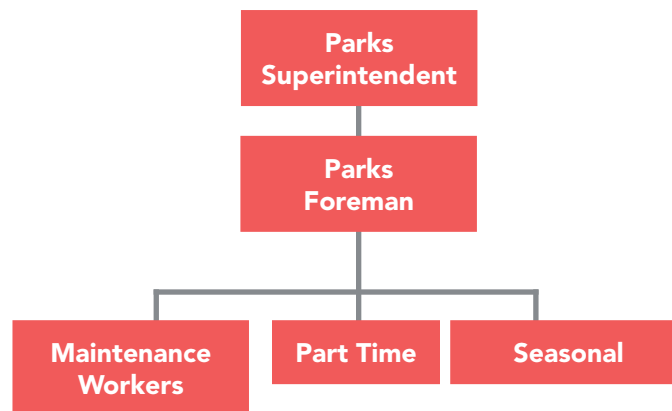 Parks
Superintendent
Parks
Foreman
Maintenance
Workers
Part Time
Seasonal